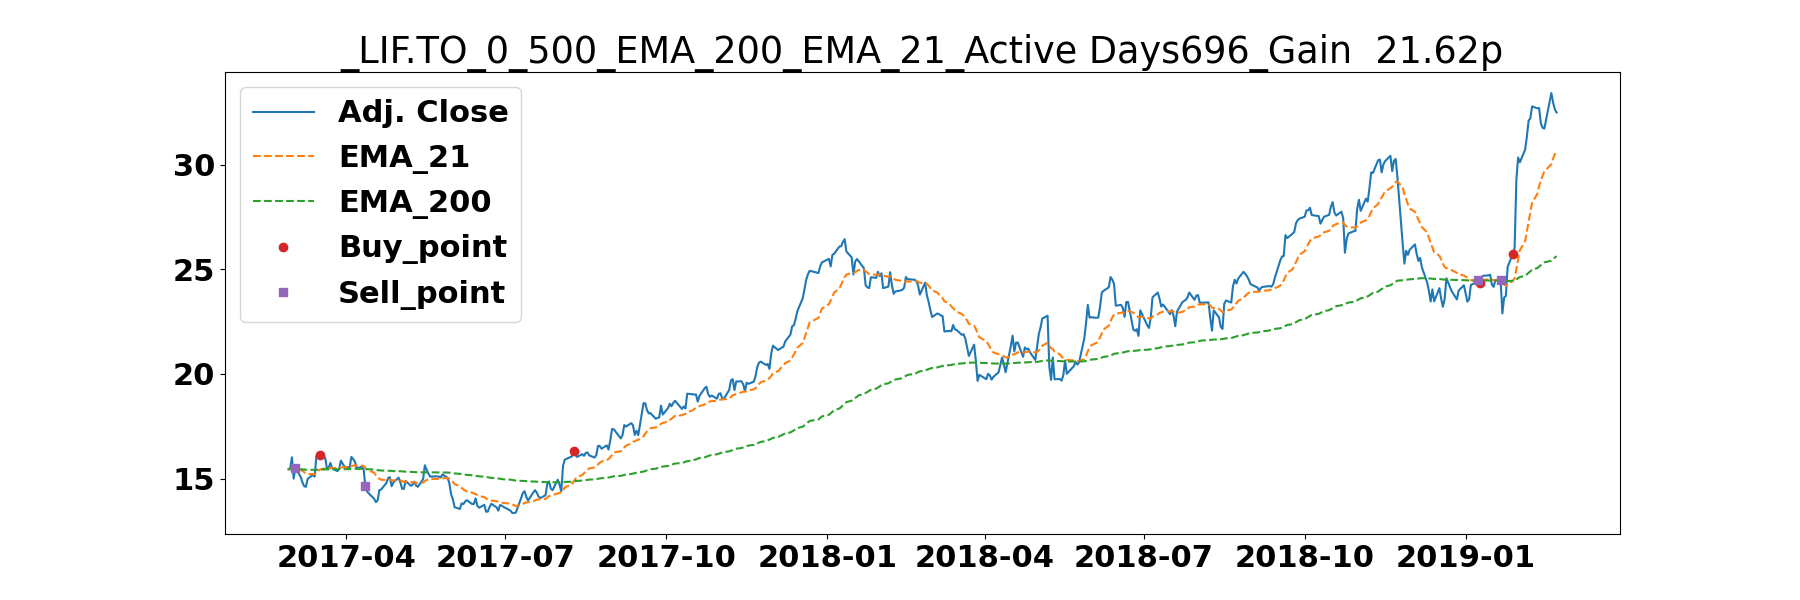 _LIF.TO_0_500_EMA_200_EMA_21_Active Days696_Gain  21.62p
Adj. Close
EMA_21
EMA_200
Buy_point
Sell_point
30
25
20
15
2017-04 2017-07 2017-10 2018-01 2018-04 2018-07 2018-10 2019-01